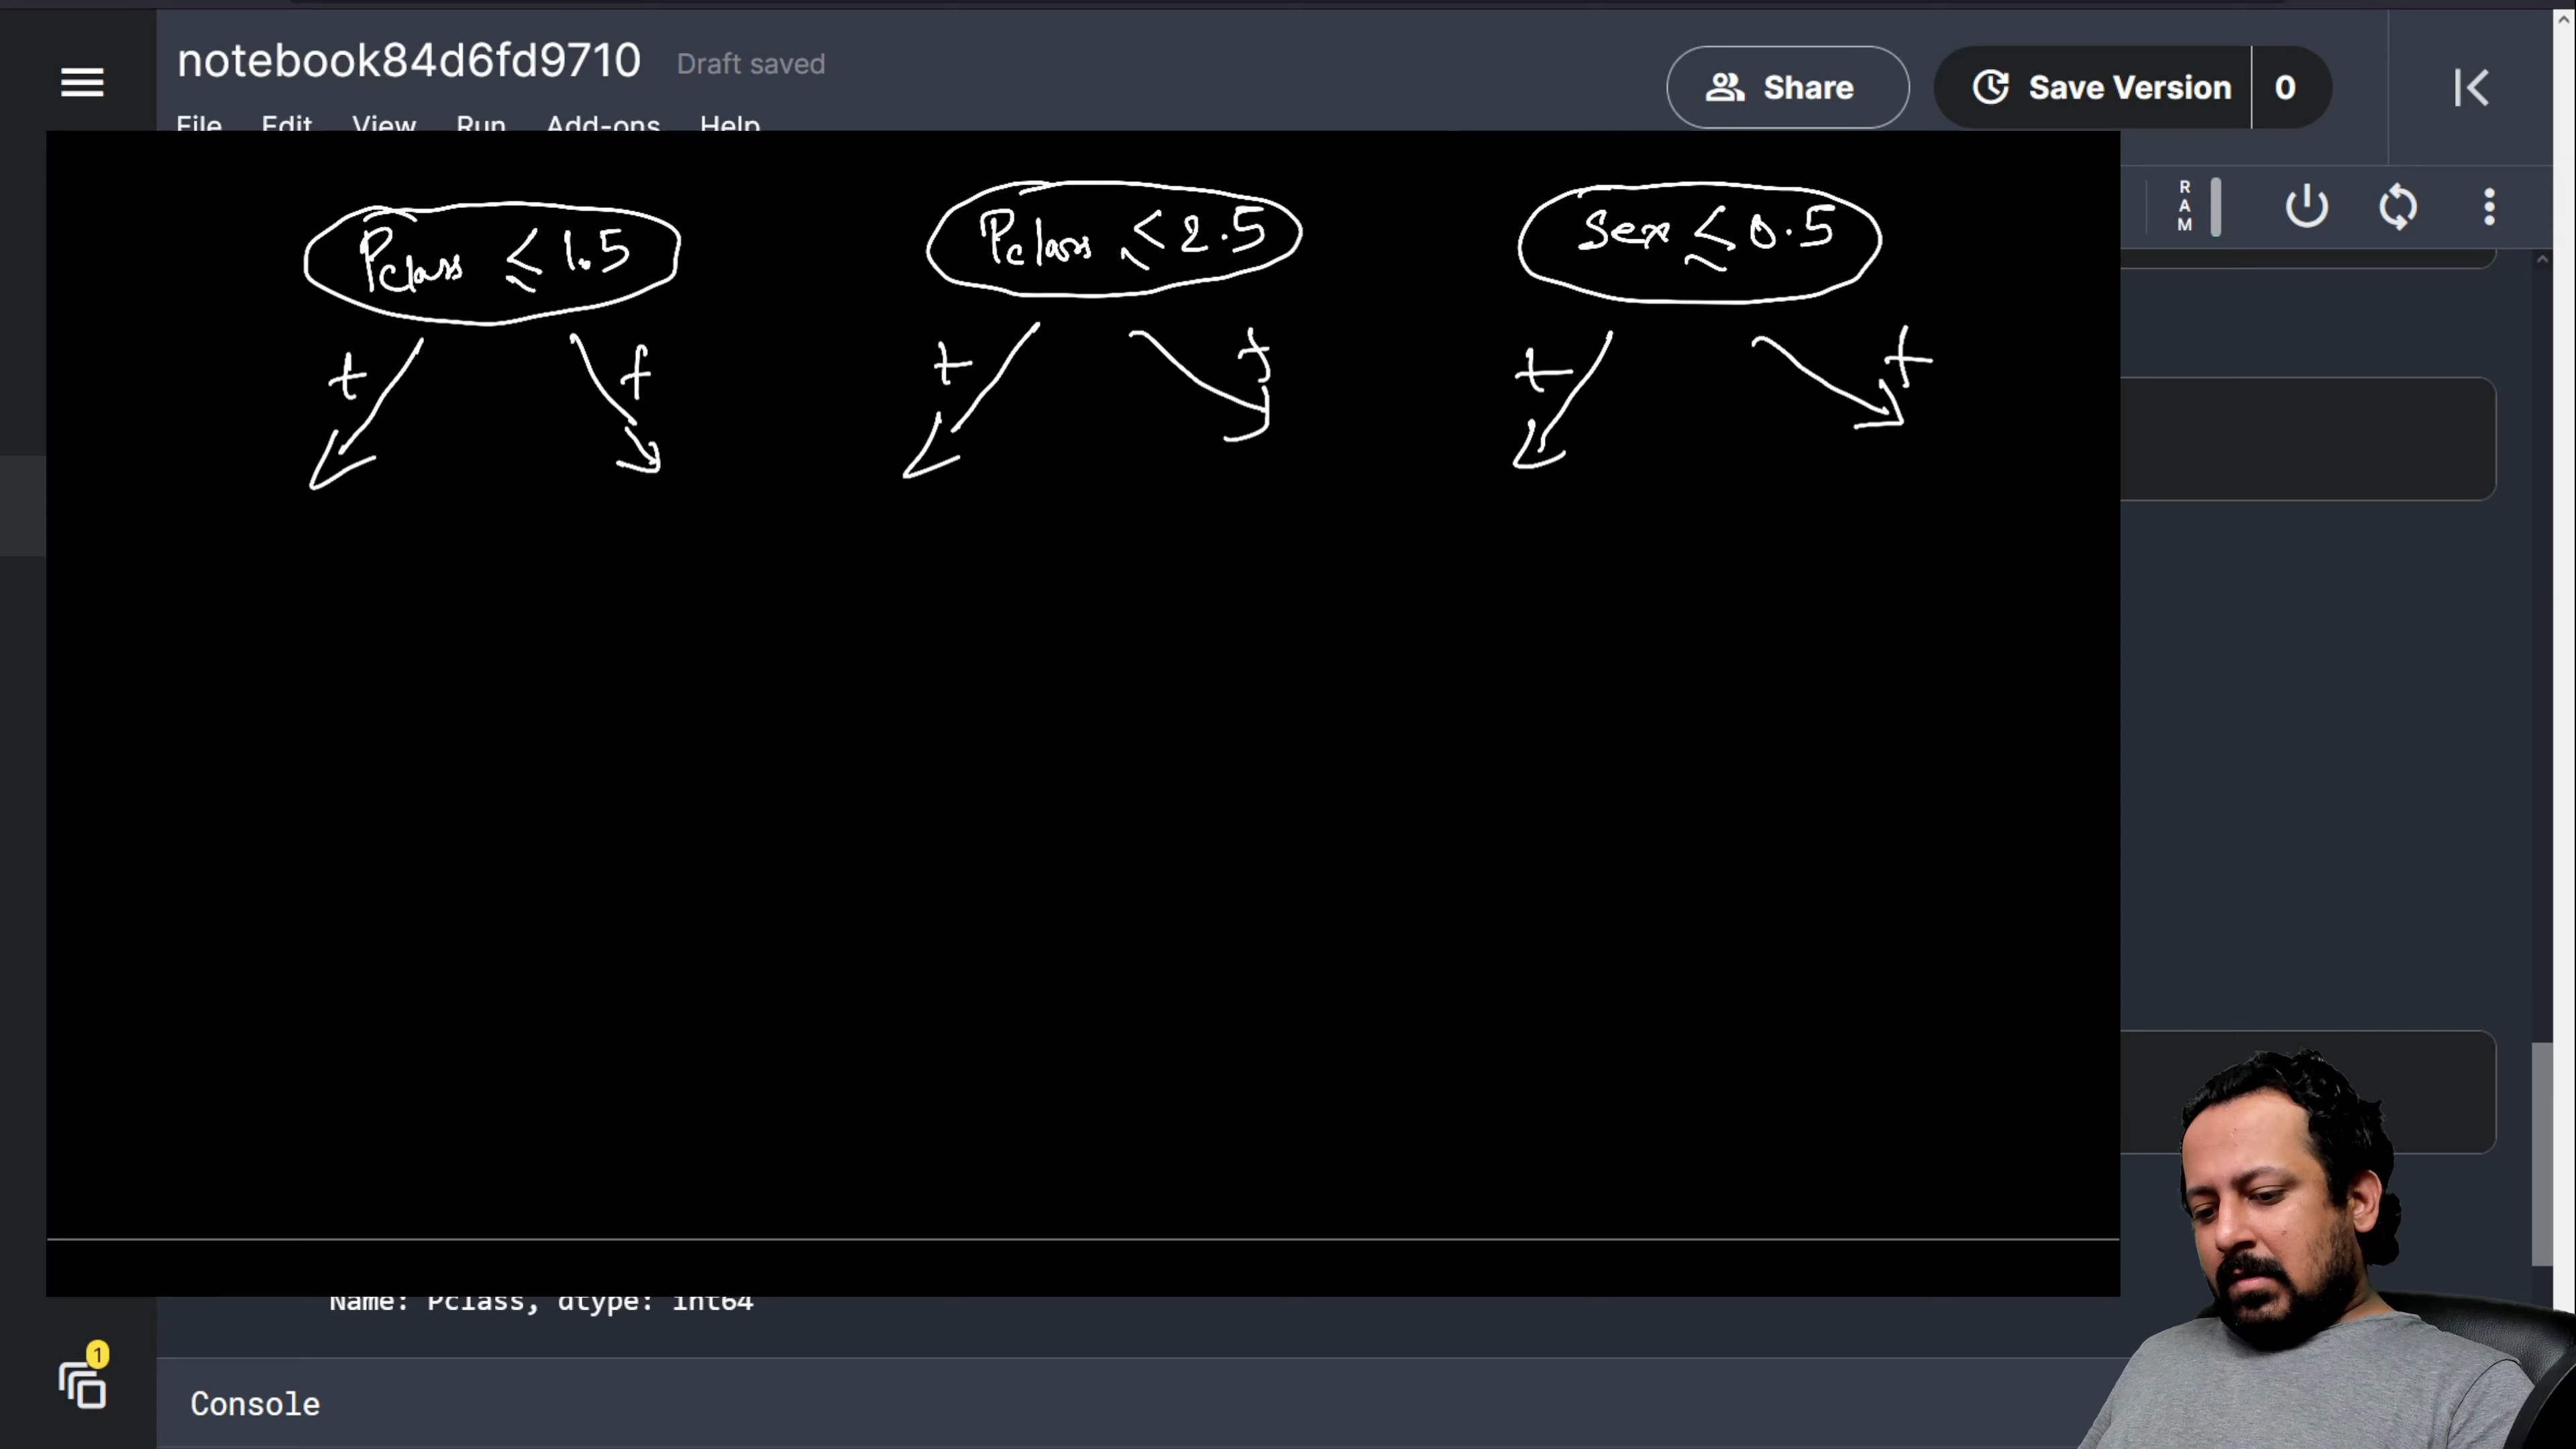 notebook84d6fd9710 Draft saved
File Edit View Run Add-ons Help
Share
Save Version 0
RAM
Pclass ≤ 1.5
Pclass ≤ 2.5
Sex ≤ 0.5
t f
t f
t f
Name: Pclass, dtype: int64
1
Console